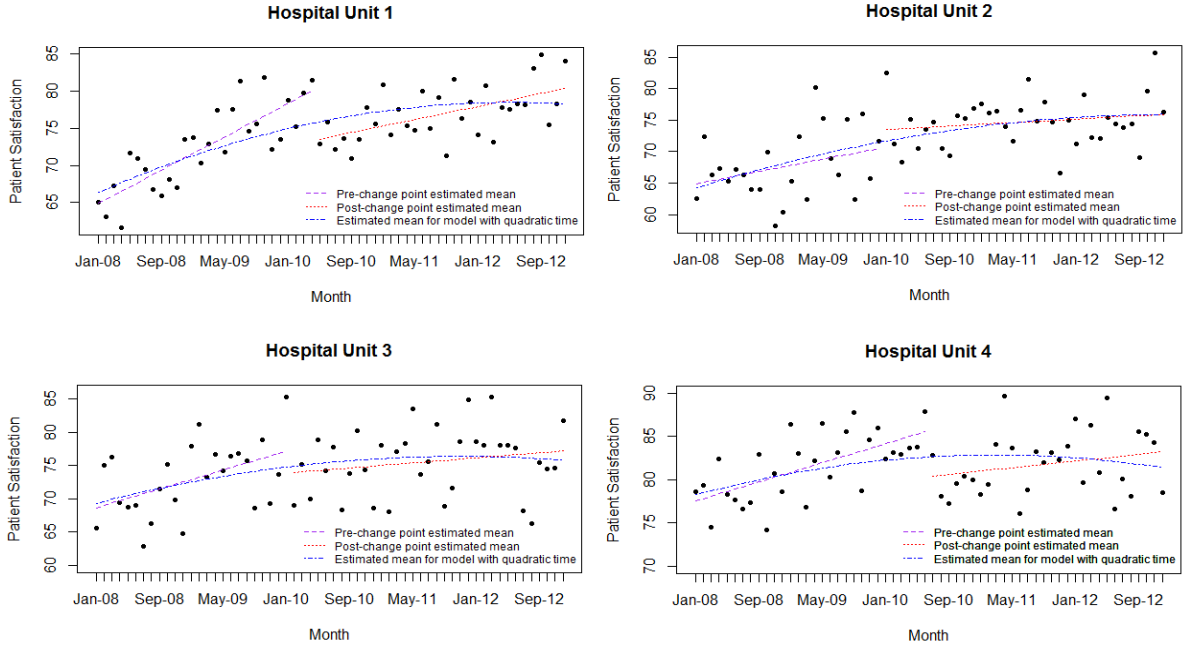 Hospital Unit 1
Patient Satisfaction
85
80
75
70
65
Pre-change point estimated mean
Post-change point estimated mean
Estimated mean for model with quadratic time
Jan-08 Sep-08 May-09 Jan-10 Sep-10 May-11 Jan-12 Sep-12
Month
Hospital Unit 2
Patient Satisfaction
85
80
75
70
65
60
Pre-change point estimated mean
Post-change point estimated mean
Estimated mean for model with quadratic time
Jan-08 Sep-08 May-09 Jan-10 Sep-10 May-11 Jan-12 Sep-12
Month
Hospital Unit 3
Patient Satisfaction
85
80
75
70
65
60
Pre-change point estimated mean
Post-change point estimated mean
Estimated mean for model with quadratic time
Jan-08 Sep-08 May-09 Jan-10 Sep-10 May-11 Jan-12 Sep-12
Month
Hospital Unit 4
Patient Satisfaction
90
85
80
75
70
Pre-change point estimated mean
Post-change point estimated mean
Estimated mean for model with quadratic time
Jan-08 Sep-08 May-09 Jan-10 Sep-10 May-11 Jan-12 Sep-12
Month